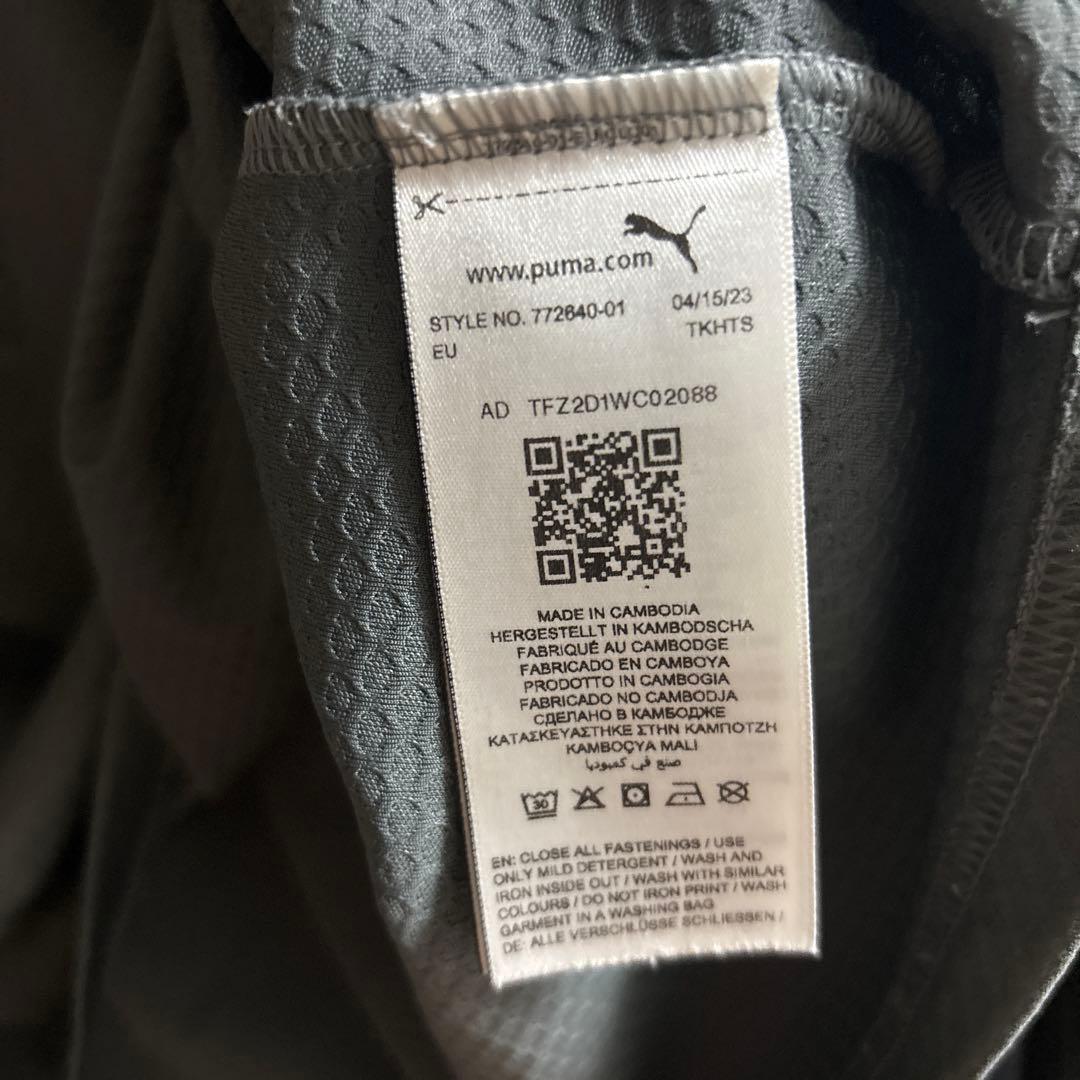 www.puma.com
STYLE NO. 772640-01 04/15/23
EU TKHTS
AD TFZ2D1WC02088
MADE IN CAMBODIA
HERGESTELLT IN KAMBODSCHA
FABRIQUÉ AU CAMBODGE
FABRICADO EN CAMBOYA
PRODOTTO IN CAMBOGIA
FABRICADO NO CAMBODJA
СДЕЛАНО В КАМБОДЖЕ
ΚΑΤΑΣΚΕΥΑΣΤΗΚΕ ΣΤΗΝ ΚΑΜΠΟΤΖΗ
KAMBOÇYA MALI
صنع في كمبوديا
30
EN: CLOSE ALL FASTENINGS / USE
ONLY MILD DETERGENT / WASH AND
IRON INSIDE OUT / WASH WITH SIMILAR
COLOURS / DO NOT IRON PRINT / WASH
GARMENT IN A WASHING BAG
DE: ALLE VERSCHLÜSSE SCHLIESSEN /